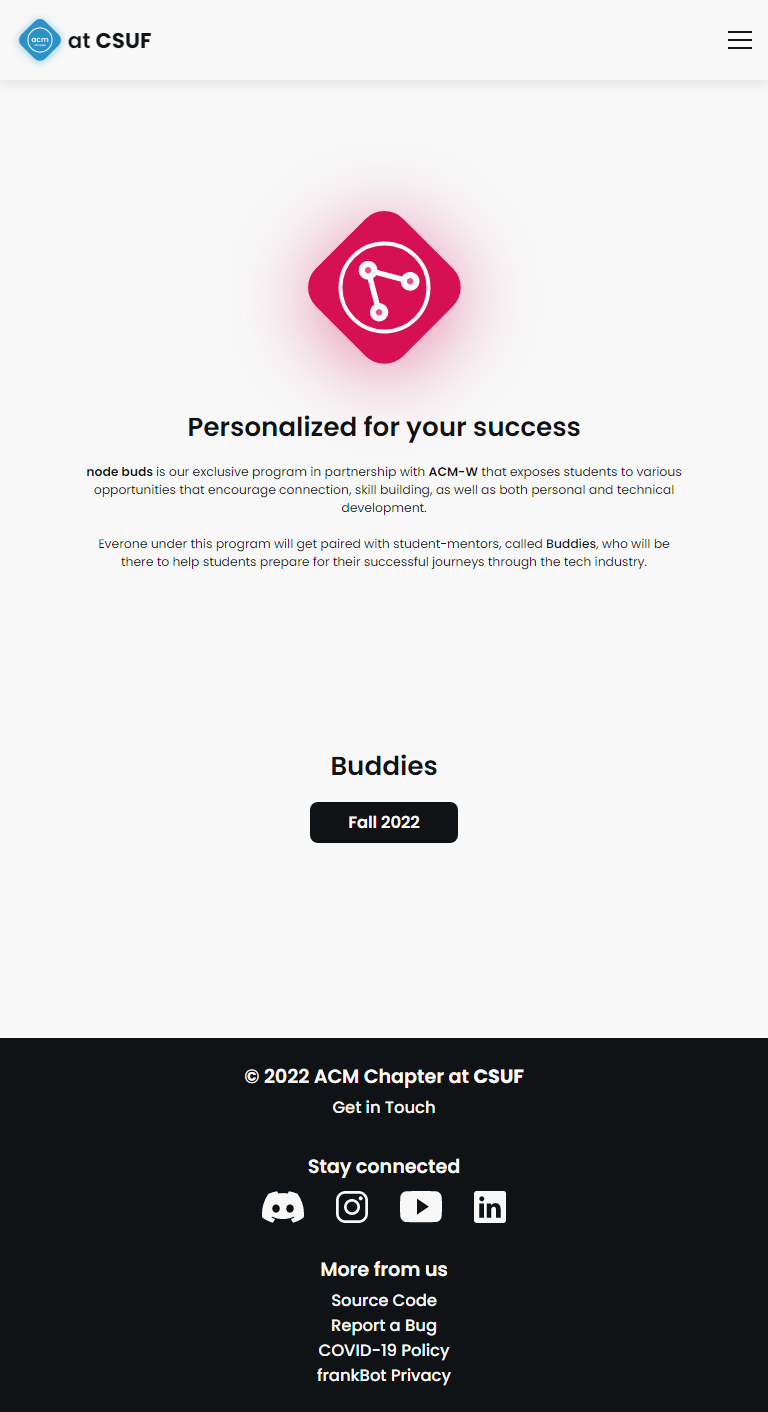 acm
at CSUF
Personalized for your success
node buds is our exclusive program in partnership with ACM-W that exposes students to various
opportunities that encourage connection, skill building, as well as both personal and technical
development.
Everone under this program will get paired with student-mentors, called Buddies, who will be
there to help students prepare for their successful journeys through the tech industry.
Buddies
Fall 2022
© 2022 ACM Chapter at CSUF
Get in Touch
Stay connected
in
More from us
Source Code
Report a Bug
COVID-19 Policy
frankBot Privacy